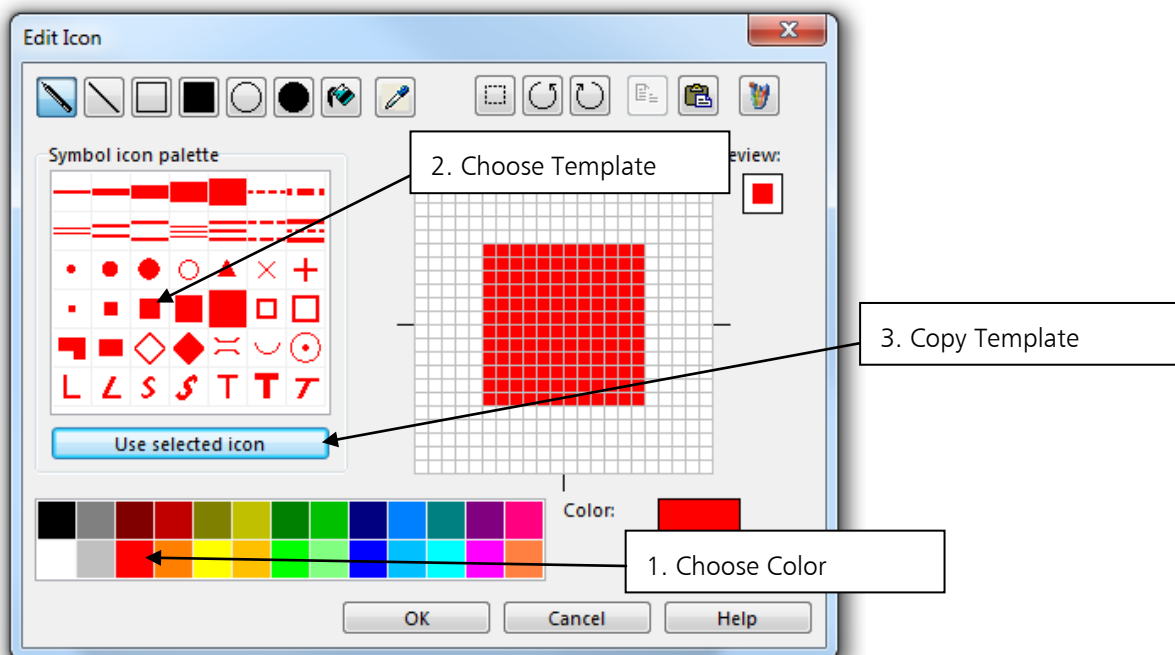 Edit Icon
Symbol icon palette
2. Choose Template
eview:
3. Copy Template
Use selected icon
Color:
1. Choose Color
OK
Cancel
Help